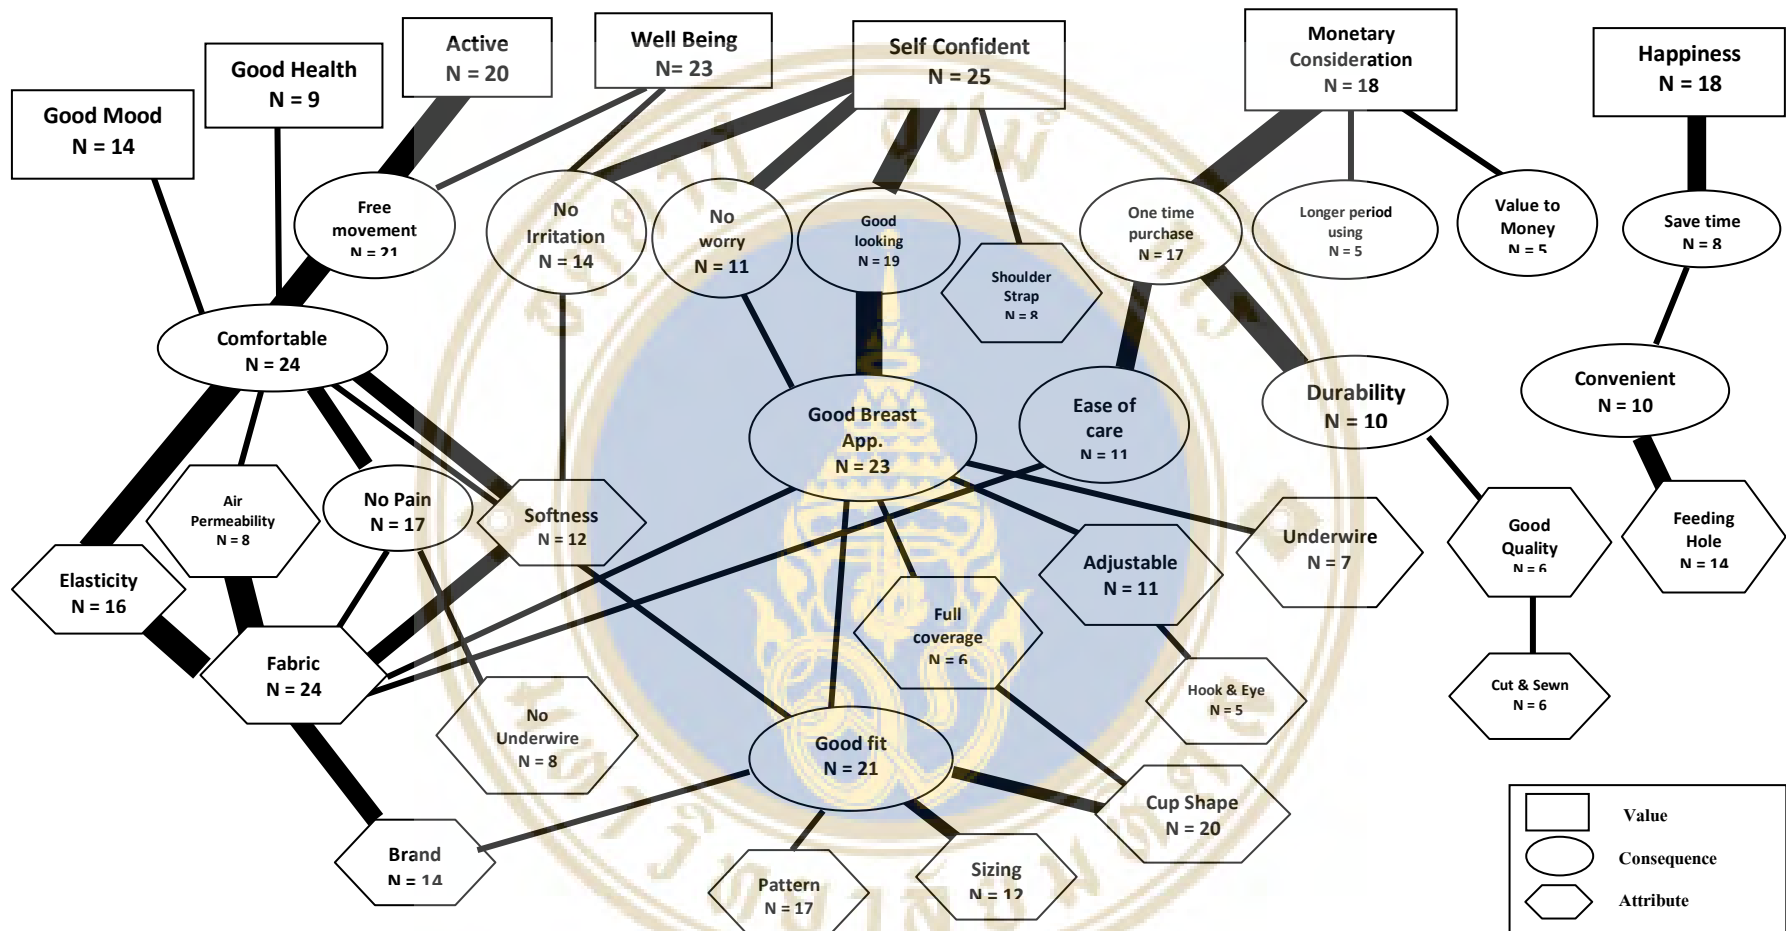 Active
N = 20
Well Being
N= 23
Self Confident
N = 25
Monetary
Consideration
N = 18
Happiness
N = 18
Good Health
N = 9
Good Mood
N = 14
Free
movement
N = 21
No
Irritation
N = 14
No
worry
N = 11
Good
looking
N = 19
Shoulder
Strap
N = 8
One time
purchase
N = 17
Longer period
using
N = 5
Value to
Money
N = 5
Save time
N = 8
Comfortable
N = 24
Good Breast
App.
N = 23
Ease of
care
N = 11
Durability
N = 10
Convenient
N = 10
Air
Permeability
N = 8
No Pain
N = 17
Softness
N = 12
Underwire
N = 7
Good
Quality
N = 6
Feeding
Hole
N = 14
Elasticity
N = 16
Adjustable
N = 11
Full
coverage
N = 6
Fabric
N = 24
Hook & Eye
N = 5
Cut & Sewn
N = 6
No
Underwire
N = 8
Good fit
N = 21
Cup Shape
N = 20
Brand
N = 14
Pattern
N = 17
Sizing
N = 12
Value
Consequence
Attribute